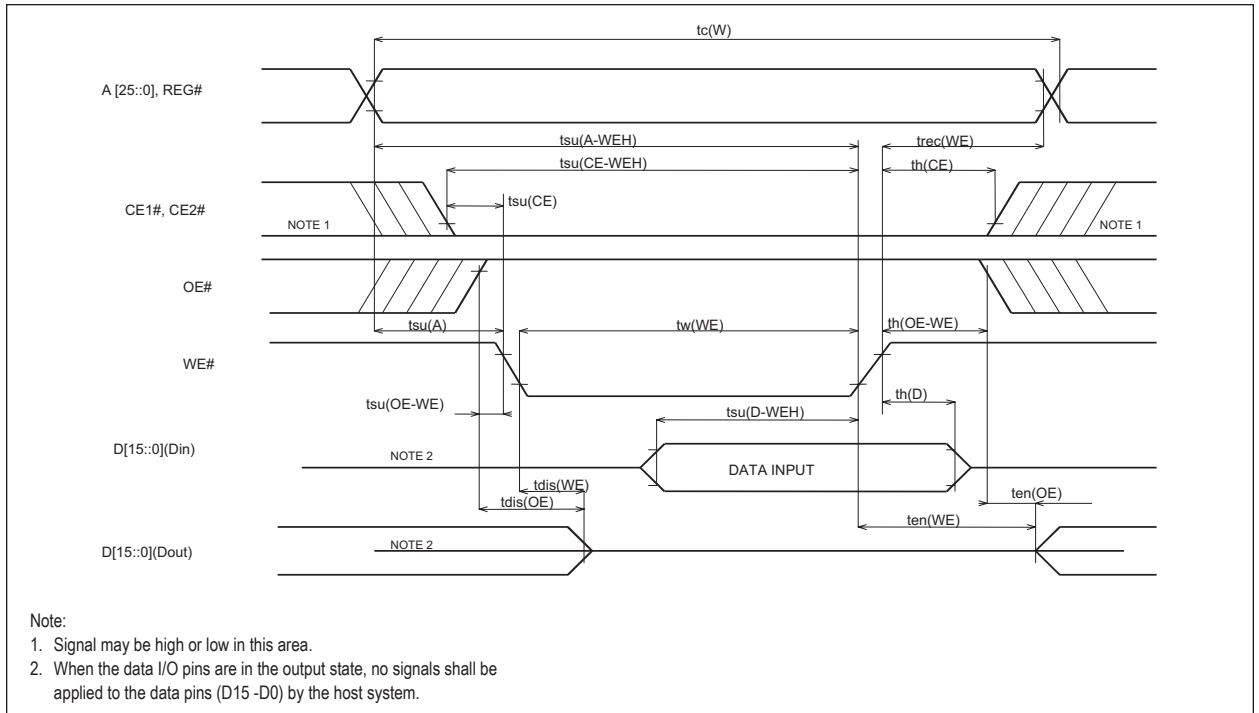 tc(W)
A [25::0], REG#
tsu(A-WEH)
trec(WE)
tsu(CE-WEH)
th(CE)
tsu(CE)
CE1#, CE2#
NOTE 1
NOTE 1
OE#
tsu(A)
tw(WE)
th(OE-WE)
WE#
tsu(OE-WE)
th(D)
tsu(D-WEH)
D[15::0](Din)
NOTE 2
DATA INPUT
tdis(WE)
ten(OE)
tdis(OE)
ten(WE)
D[15::0](Dout)
NOTE 2
Note:
1. Signal may be high or low in this area.
2. When the data I/O pins are in the output state, no signals shall be
applied to the data pins (D15 -D0) by the host system.